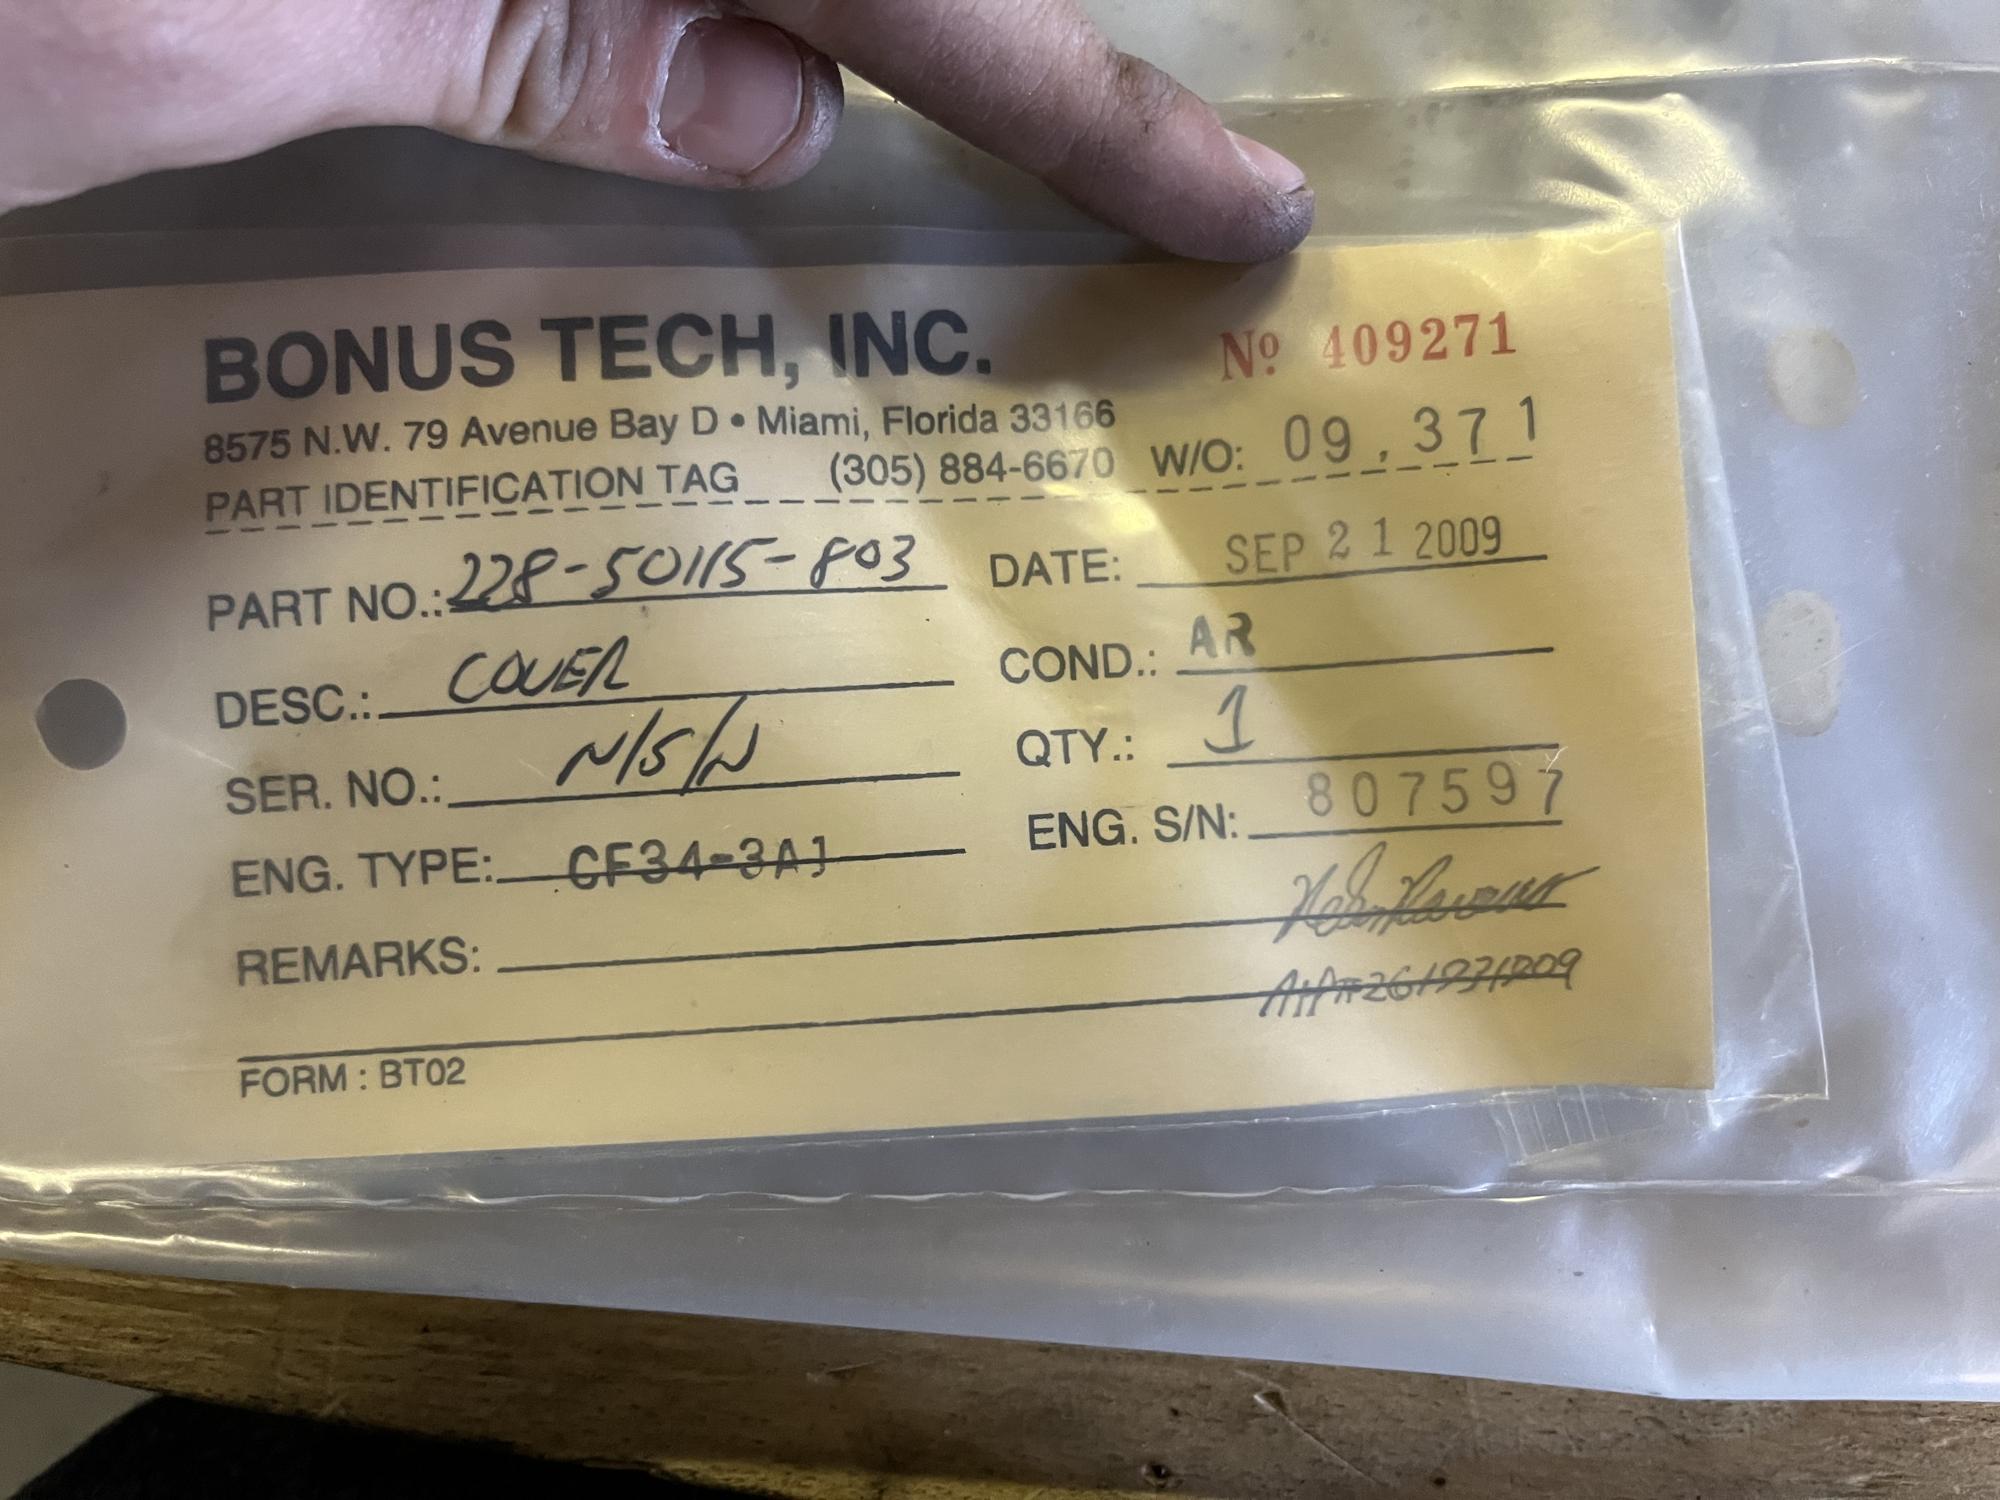 BONUS TECH, INC.
Nº 409271
8575 N.W. 79 Avenue Bay D • Miami, Florida 33166
PART IDENTIFICATION TAG (305) 884-6670 W/O: 09.371
PART NO.: 228-50115-803 DATE: SEP 21 2009
DESC.: COVER COND.: AR
SER. NO.: N/S/N QTY.: 1
ENG. TYPE: CF34-3A1 ENG. S/N: 807597
REMARKS:
FORM : BT02